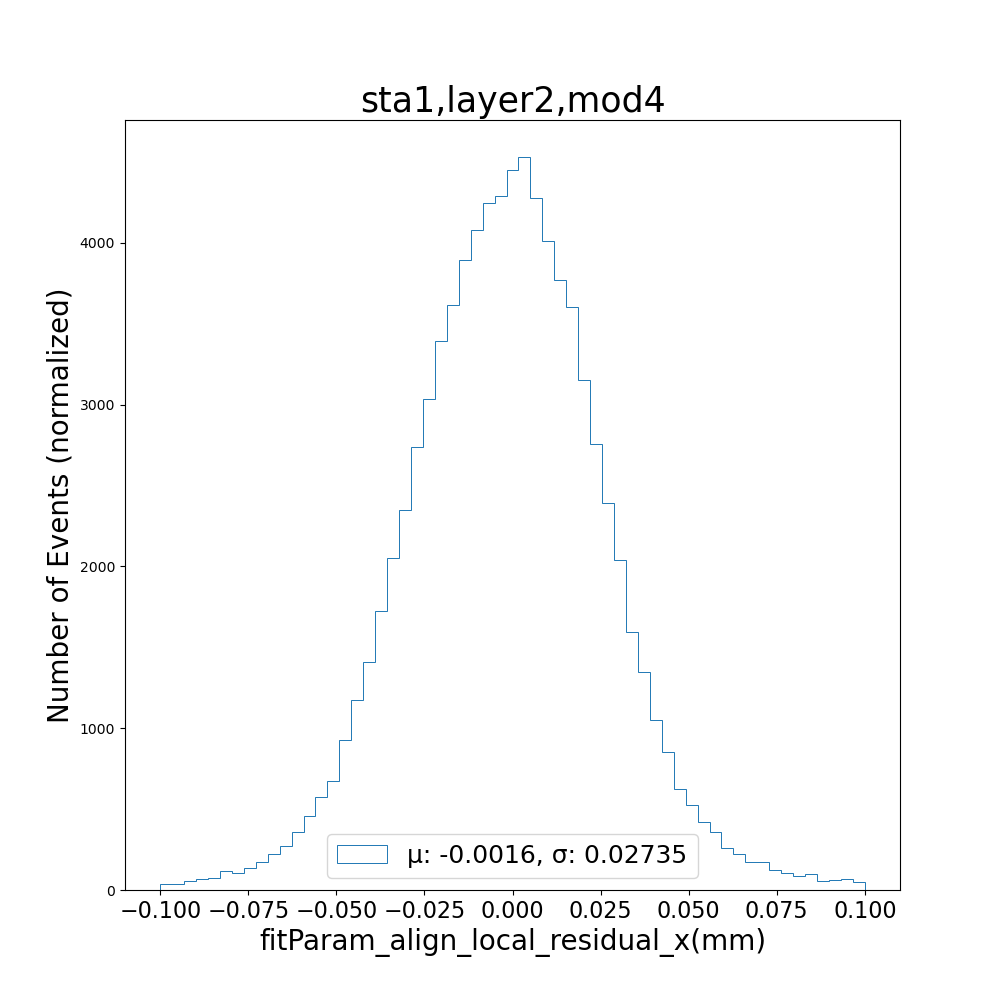 sta1,layer2,mod4
Number of Events (normalized)
4000
3000
2000
1000
0
μ: -0.0016, σ: 0.02735
−0.100 −0.075 −0.050 −0.025 0.000 0.025 0.050 0.075 0.100
fitParam_align_local_residual_x(mm)